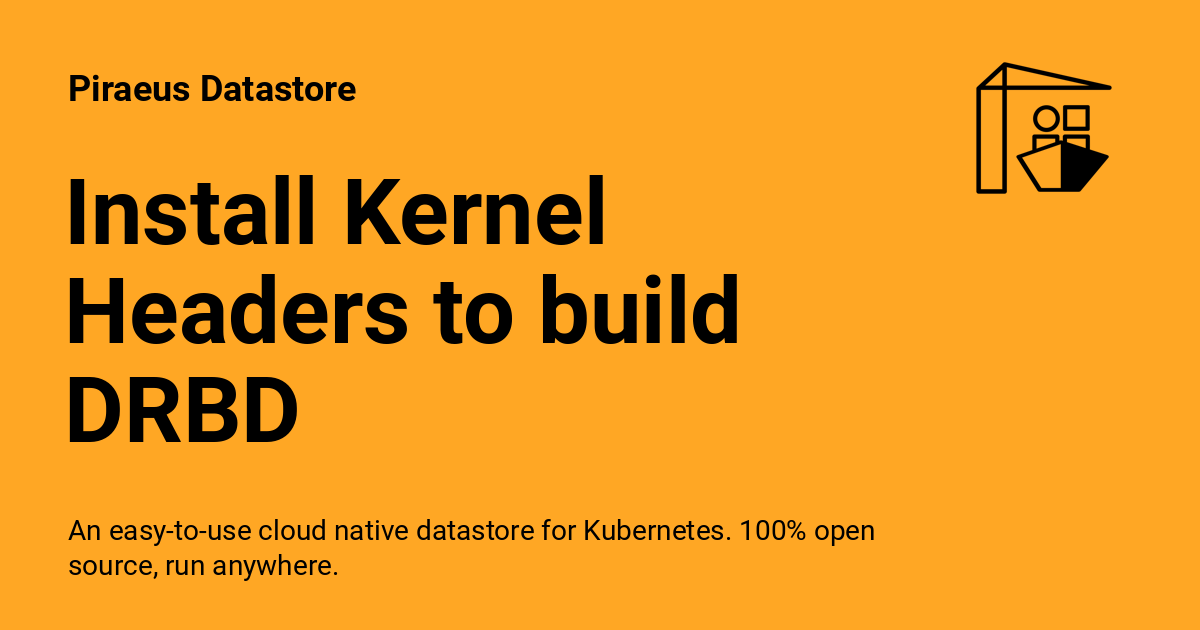 Piraeus Datastore
Install Kernel
Headers to build
DRBD
An easy-to-use cloud native datastore for Kubernetes. 100% open
source, run anywhere.